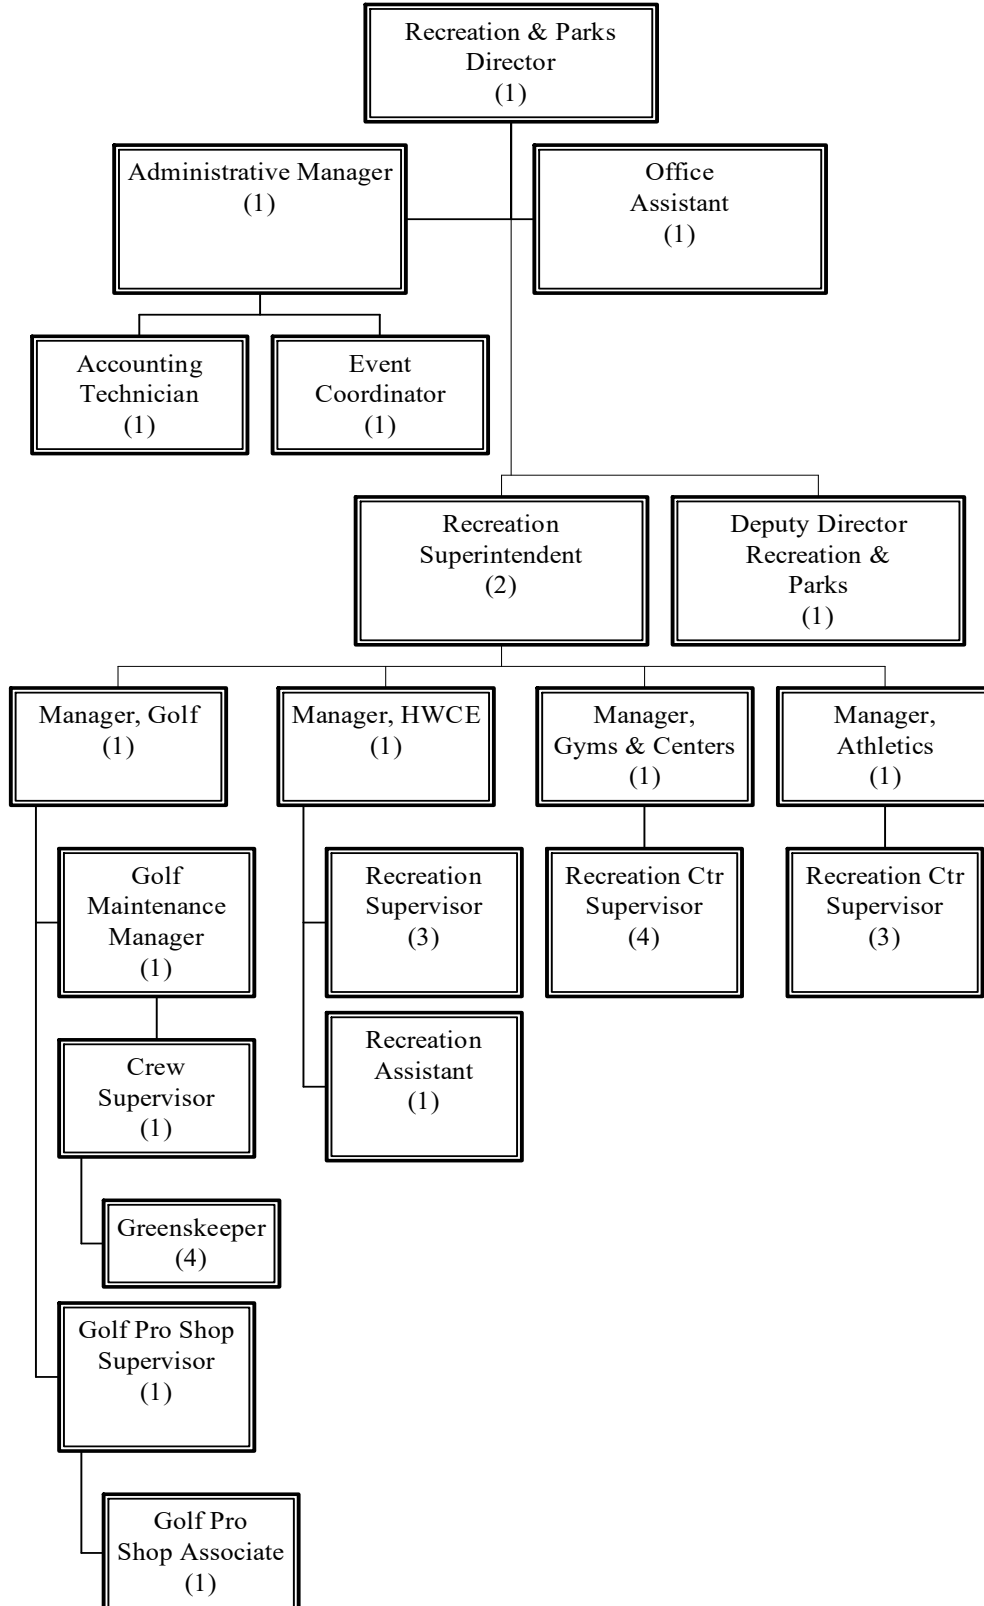 Recreation & Parks
Director
(1)
Administrative Manager
(1)
Office
Assistant
(1)
Accounting
Technician
(1)
Event
Coordinator
(1)
Recreation
Superintendent
(2)
Deputy Director
Recreation &
Parks
(1)
Manager, Golf
(1)
Manager, HWCE
(1)
Manager,
Gyms & Centers
(1)
Manager,
Athletics
(1)
Golf
Maintenance
Manager
(1)
Recreation
Supervisor
(3)
Recreation Ctr
Supervisor
(4)
Recreation Ctr
Supervisor
(3)
Crew
Supervisor
(1)
Recreation
Assistant
(1)
Greenskeeper
(4)
Golf Pro Shop
Supervisor
(1)
Golf Pro
Shop Associate
(1)